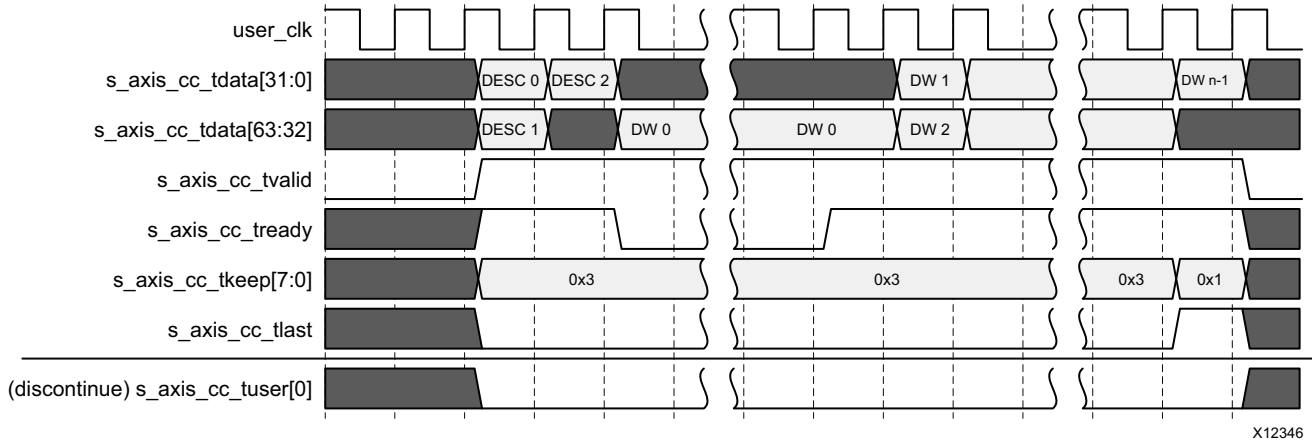 user_clk
s_axis_cc_tdata[31:0] DESC 0 DESC 2 DW 1 DW n-1
s_axis_cc_tdata[63:32] DESC 1 DW 0 DW 0 DW 2
s_axis_cc_tvalid
s_axis_cc_tready
s_axis_cc_tkeep[7:0] 0x3 0x3 0x3 0x1
s_axis_cc_tlast
(discontinue) s_axis_cc_tuser[0]
X12346